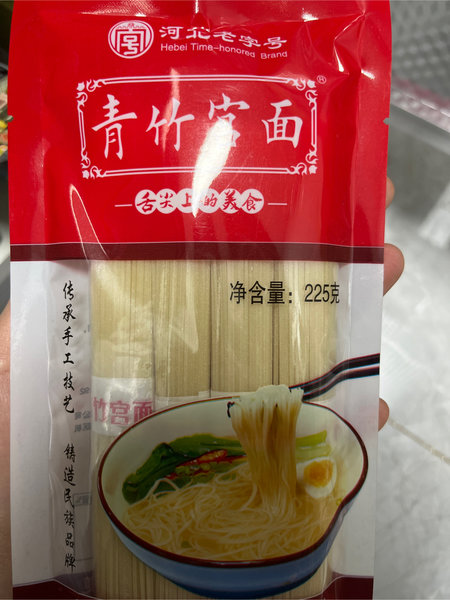 河北老字号
Hebei Time-honored Brand
青竹宫面
®
舌尖上的美食
净含量：225克
传承手工技艺 铸造民族品牌
竹宫面